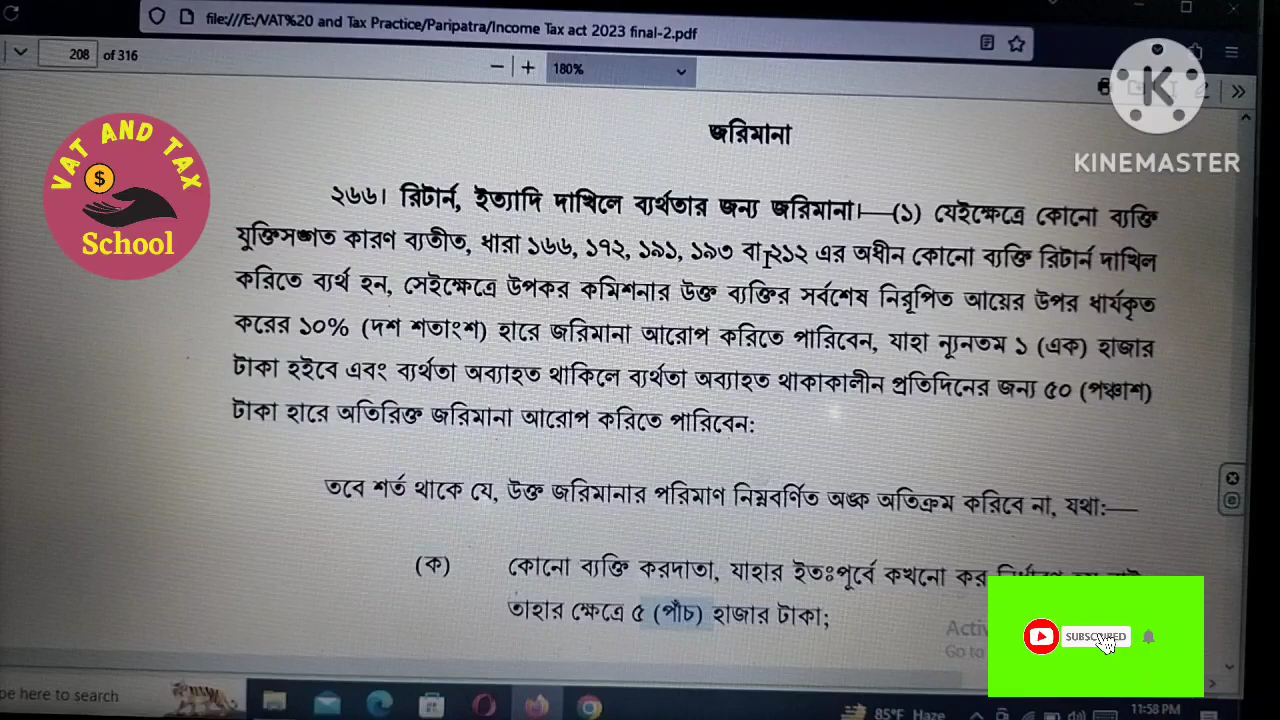 file:///E:/VAT%20 and Tax Practice/Paripatra/Income Tax act 2023 final-2.pdf
208 of 316
180%
VAT AND TAX
School
KINEMASTER
জরিমানা
২৬৬। রিটার্ন, ইত্যাদি দাখিলে ব্যর্থতার জন্য জরিমানা।—(১) যেইক্ষেত্রে কোনো ব্যক্তি
যুক্তিসঙ্গত কারণ ব্যতীত, ধারা ১৬৬, ১৭২, ১৯১, ১৯৩ বা ২১২ এর অধীন কোনো ব্যক্তি রিটার্ন দাখিল
করিতে ব্যর্থ হন, সেইক্ষেত্রে উপকর কমিশনার উক্ত ব্যক্তির সর্বশেষ নিরূপিত আয়ের উপর ধার্যকৃত
করের ১০% (দশ শতাংশ) হারে জরিমানা আরোপ করিতে পারিবেন, যাহা ন্যূনতম ১ (এক) হাজার
টাকা হইবে এবং ব্যর্থতা অব্যাহত থাকিলে ব্যর্থতা অব্যাহত থাকাকালীন প্রতিদিনের জন্য ৫০ (পঞ্চাশ)
টাকা হারে অতিরিক্ত জরিমানা আরোপ করিতে পারিবেন:
তবে শর্ত থাকে যে, উক্ত জরিমানার পরিমাণ নিম্নবর্ণিত অঙ্ক অতিক্রম করিবে না, যথা:—
(ক) কোনো ব্যক্তি করদাতা, যাহার ইতঃপূর্বে কখনো কর
তাহার ক্ষেত্রে ৫ (পাঁচ) হাজার টাকা;
Acti
Go to
SUBSCRIBED
pe here to search
85°F Haze
11:58 PM